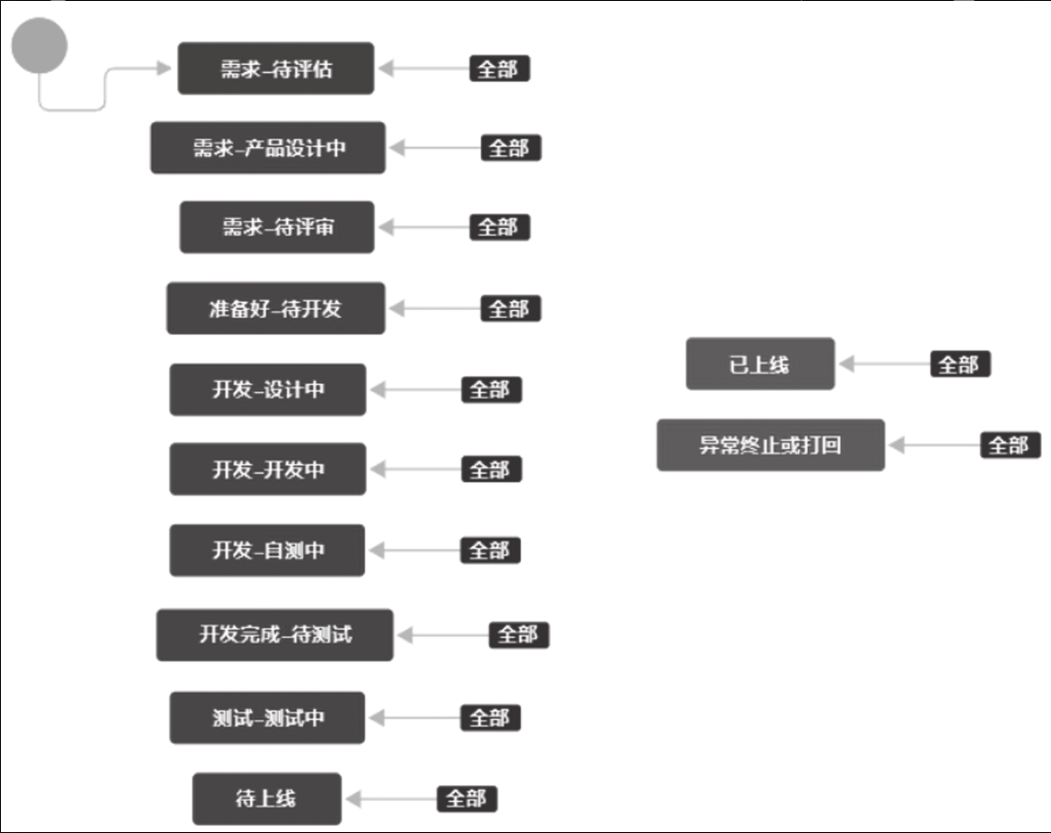 需求-待评估
全部
需求-产品设计中
全部
需求-待评审
全部
准备好-待开发
全部
开发-设计中
全部
开发-开发中
全部
开发-自测中
全部
开发完成-待测试
全部
测试-测试中
全部
待上线
全部
已上线
全部
异常终止或打回
全部